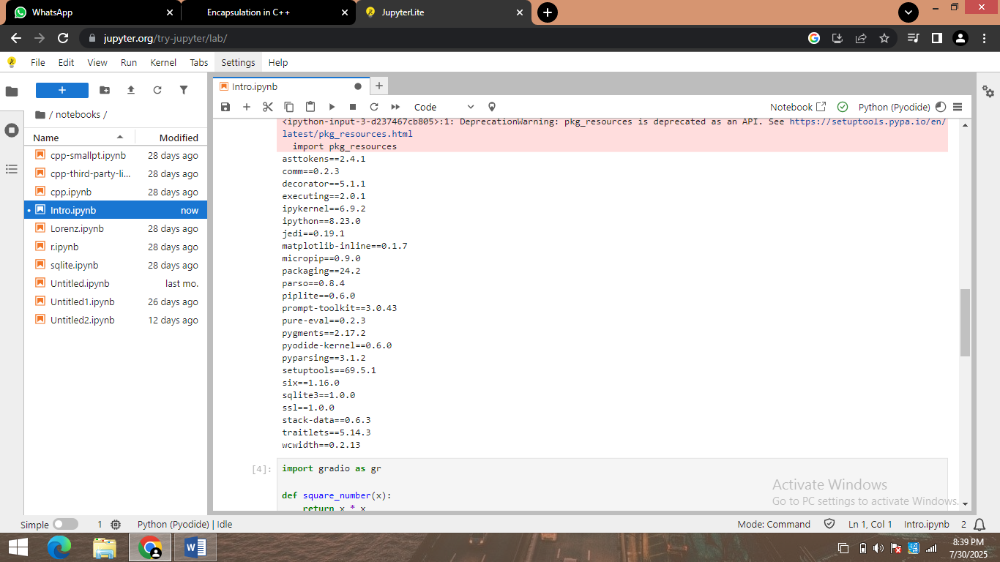 WhatsApp
Encapsulation in C++
JupyterLite
jupyter.org/try-jupyter/lab/
File Edit View Run Kernel Tabs Settings Help
Intro.ipynb
/ notebooks /
Code
Notebook
Python (Pyodide)
Name Modified
cpp-smallpt.ipynb 28 days ago
cpp-third-party-li... 28 days ago
cpp.ipynb 28 days ago
Intro.ipynb now
Lorenz.ipynb 28 days ago
r.ipynb 28 days ago
sqlite.ipynb 28 days ago
Untitled.ipynb last mo.
Untitled1.ipynb 26 days ago
Untitled2.ipynb 12 days ago
<ipython-input-3-d237467cb805>:1: DeprecationWarning: pkg_resources is deprecated as an API. See https://setuptools.pypa.io/en/
latest/pkg_resources.html
import pkg_resources
asttokens==2.4.1
comm==0.2.3
decorator==5.1.1
executing==2.0.1
ipykernel==6.9.2
ipython==8.23.0
jedi==0.19.1
matplotlib-inline==0.1.7
micropip==0.9.0
packaging==24.2
parso==0.8.4
piplite==0.6.0
prompt-toolkit==3.0.43
pure-eval==0.2.3
pygments==2.17.2
pyodide-kernel==0.6.0
pyparsing==3.1.2
setuptools==69.5.1
six==1.16.0
sqlite3==1.0.0
ssl==1.0.0
stack-data==0.6.3
traitlets==5.14.3
wcwidth==0.2.13
[4]: import gradio as gr
def square_number(x):
return x * x
Activate Windows
Go to PC settings to activate Windows.
Simple 1 Python (Pyodide) | Idle
Mode: Command Ln 1, Col 1 Intro.ipynb 2
8:39 PM
7/30/2025